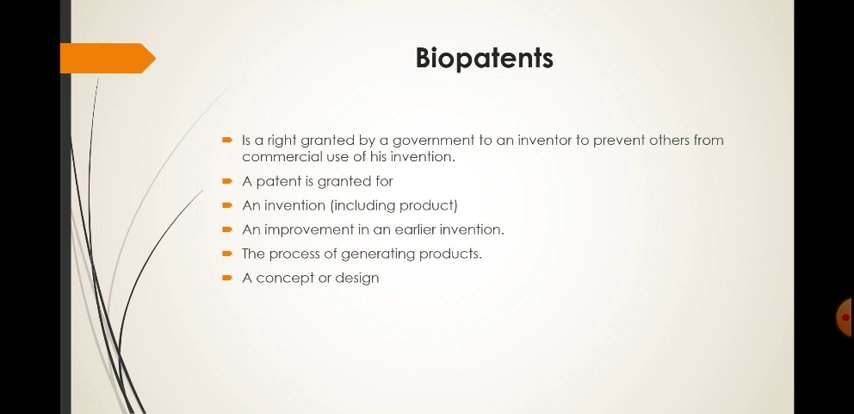 Biopatents
Is a right granted by a government to an inventor to prevent others from
commercial use of his invention.
A patent is granted for
An invention (including product)
An improvement in an earlier invention.
The process of generating products.
A concept or design